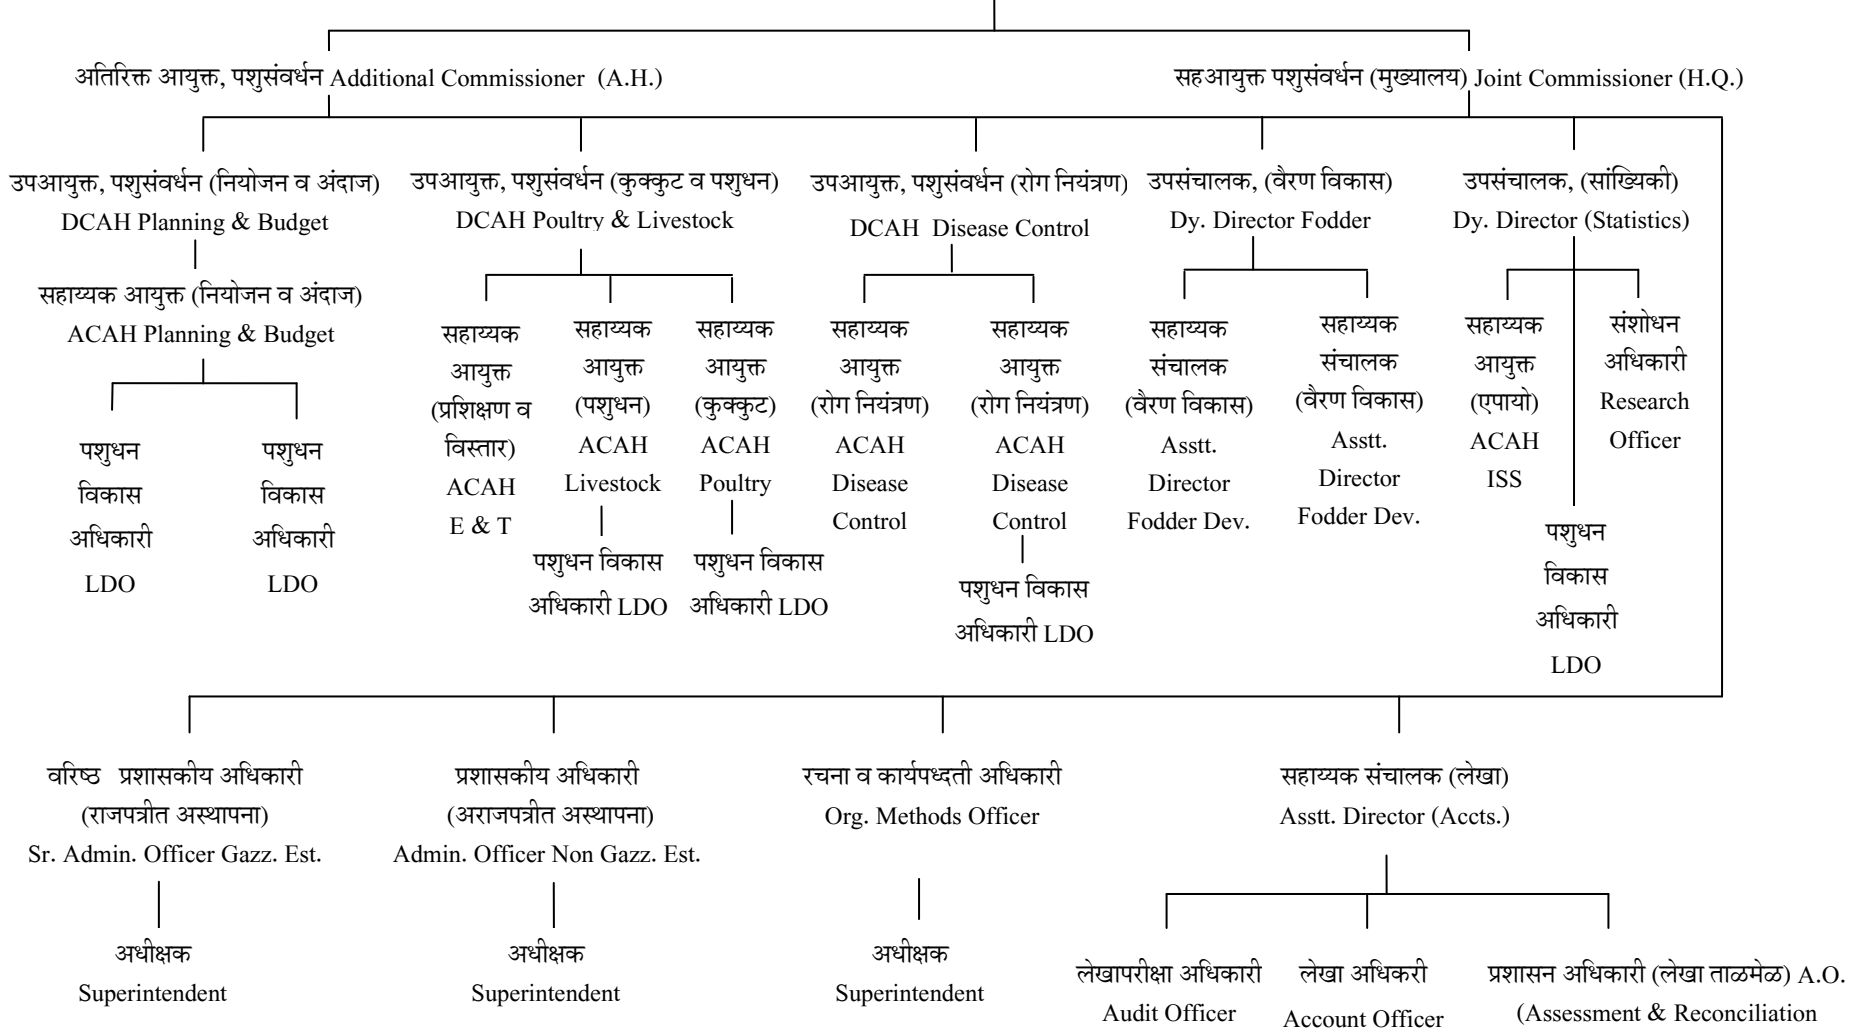 अतिरिक्त आयुक्त, पशुसंवर्धन Additional Commissioner (A.H.)
सहआयुक्त पशुसंवर्धन (मुख्यालय) Joint Commissioner (H.Q.)
उपआयुक्त, पशुसंवर्धन (नियोजन व अंदाज)
DCAH Planning & Budget
उपआयुक्त, पशुसंवर्धन (कुक्कुट व पशुधन)
DCAH Poultry & Livestock
उपआयुक्त, पशुसंवर्धन (रोग नियंत्रण)
DCAH Disease Control
उपसंचालक, (वैरण विकास)
Dy. Director Fodder
उपसंचालक, (सांख्यिकी)
Dy. Director (Statistics)
सहाय्यक आयुक्त (नियोजन व अंदाज)
ACAH Planning & Budget
सहाय्यक
आयुक्त
(प्रशिक्षण व
विस्तार)
ACAH
E & T
सहाय्यक
आयुक्त
(पशुधन)
ACAH
Livestock
सहाय्यक
आयुक्त
(कुक्कुट)
ACAH
Poultry
सहाय्यक
आयुक्त
(रोग नियंत्रण)
ACAH
Disease
Control
सहाय्यक
आयुक्त
(रोग नियंत्रण)
ACAH
Disease
Control
सहाय्यक
संचालक
(वैरण विकास)
Asstt.
Director
Fodder Dev.
सहाय्यक
संचालक
(वैरण विकास)
Asstt.
Director
Fodder Dev.
सहाय्यक
आयुक्त
(एपायो)
ACAH
ISS
संशोधन
अधिकारी
Research
Officer
पशुधन
विकास
अधिकारी
LDO
पशुधन
विकास
अधिकारी
LDO
पशुधन विकास
अधिकारी LDO
पशुधन विकास
अधिकारी LDO
पशुधन विकास
अधिकारी LDO
पशुधन
विकास
अधिकारी
LDO
वरिष्ठ प्रशासकीय अधिकारी
(राजपत्रीत अस्थापना)
Sr. Admin. Officer Gazz. Est.
प्रशासकीय अधिकारी
(अराजपत्रीत अस्थापना)
Admin. Officer Non Gazz. Est.
रचना व कार्यपध्दती अधिकारी
Org. Methods Officer
सहाय्यक संचालक (लेखा)
Asstt. Director (Accts.)
अधीक्षक
Superintendent
अधीक्षक
Superintendent
अधीक्षक
Superintendent
लेखापरीक्षा अधिकारी
Audit Officer
लेखा अधिकरी
Account Officer
प्रशासन अधिकारी (लेखा ताळमेळ) A.O.
(Assessment & Reconciliation